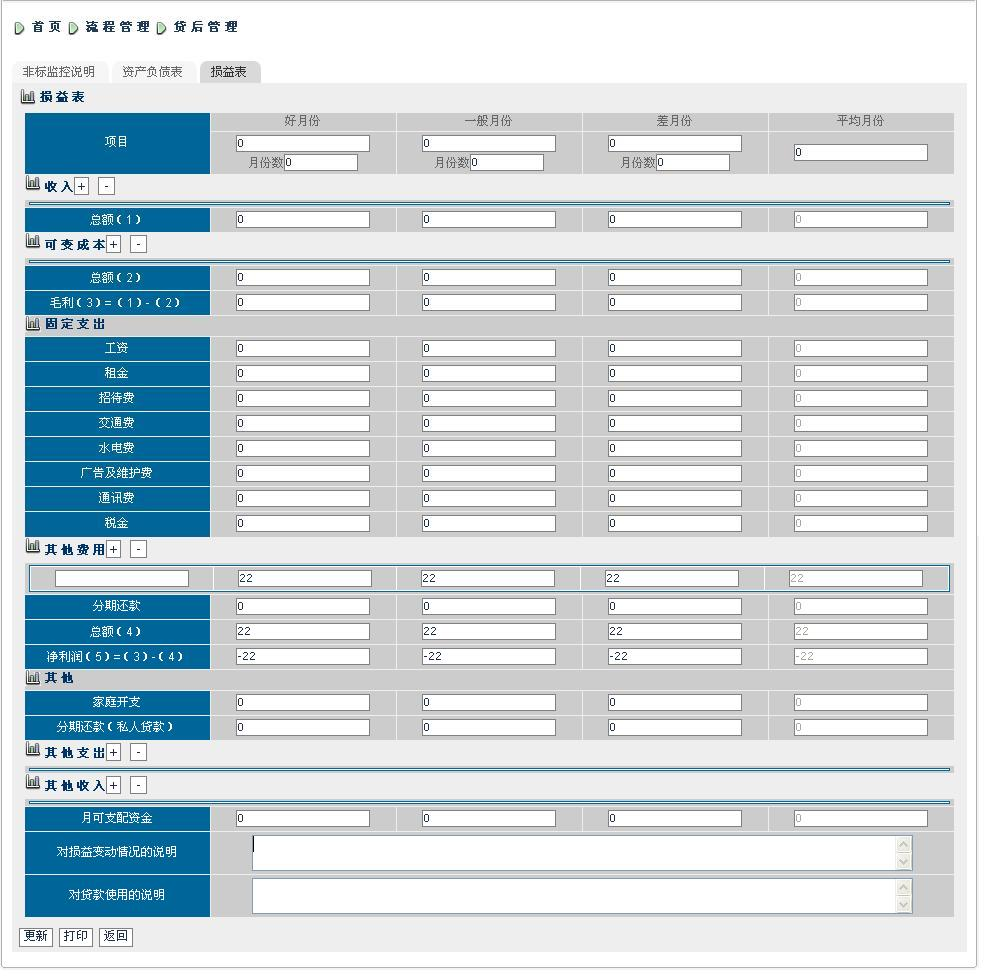 首页 流程管理 贷后管理
非标监控说明 资产负债表 损益表
损益表
项目 好月份 一般月份 差月份 平均月份
0 0 0 0
月份数 0 月份数 0 月份数 0
收入 + -
总额(1) 0 0 0 0
可变成本 + -
总额(2) 0 0 0 0
毛利(3)=(1)-(2) 0 0 0 0
固定支出
工资 0 0 0 0
租金 0 0 0 0
招待费 0 0 0 0
交通费 0 0 0 0
水电费 0 0 0 0
广告及维护费 0 0 0 0
通讯费 0 0 0 0
税金 0 0 0 0
其他费用 + -
22 22 22 22
分期还款 0 0 0 0
总额(4) 22 22 22 22
净利润(5)=(3)-(4) -22 -22 -22 -22
其他
家庭开支 0 0 0 0
分期还款(私人贷款) 0 0 0 0
其他支出 + -
其他收入 + -
月可支配资金 0 0 0 0
对损益变动情况的说明
对贷款使用的说明
更新 打印 返回